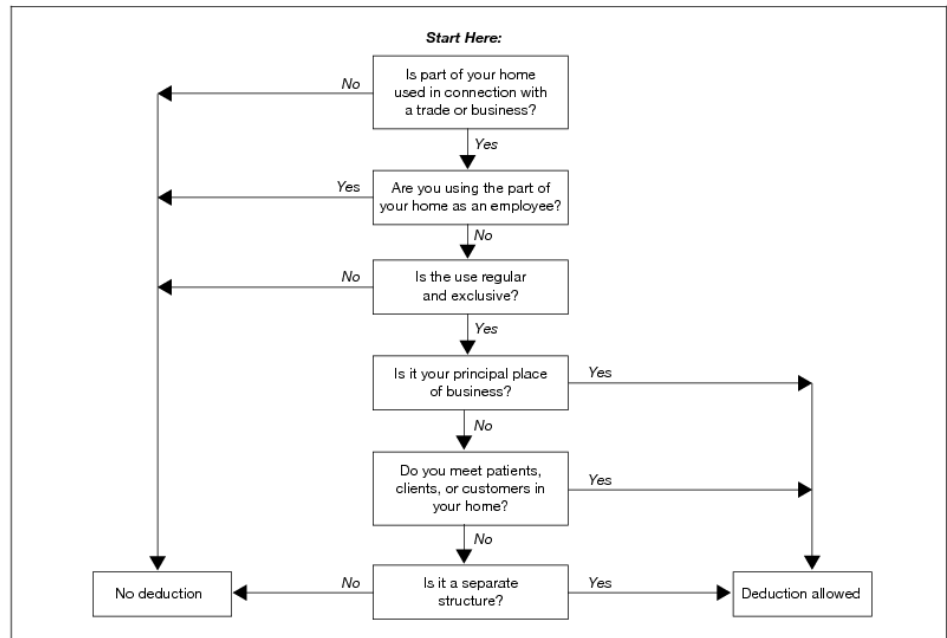 Start Here:
Is part of your home
used in connection with
a trade or business?
No
Yes
Are you using the part of
your home as an employee?
Yes
No
Is the use regular
and exclusive?
No
Yes
Is it your principal place
of business?
Yes
No
Do you meet patients,
clients, or customers in
your home?
Yes
No
Is it a separate
structure?
No
Yes
No deduction
Deduction allowed